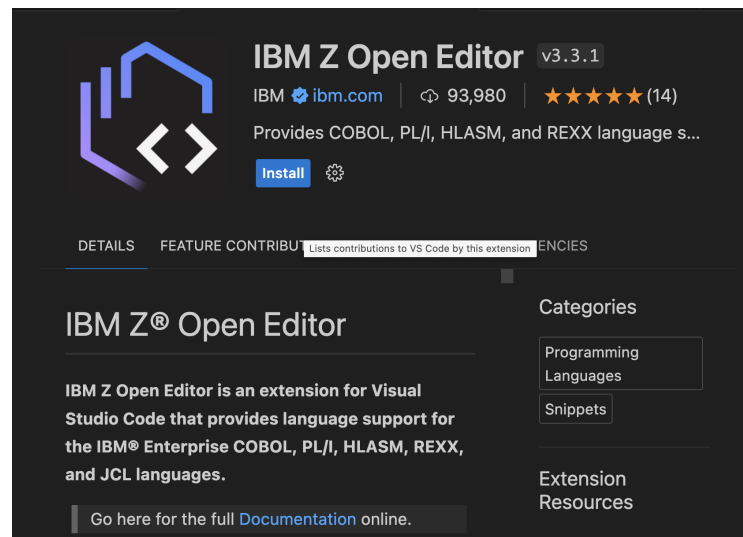 IBM Z Open Editor v3.3.1
IBM ibm.com 93,980 (14)
Provides COBOL, PL/I, HLASM, and REXX language s...
Install
DETAILS FEATURE CONTRIBUT
Lists contributions to VS Code by this extension
ENCIES
IBM Z® Open Editor
IBM Z Open Editor is an extension for Visual
Studio Code that provides language support for
the IBM® Enterprise COBOL, PL/I, HLASM, REXX,
and JCL languages.
Go here for the full Documentation online.
Categories
Programming
Languages
Snippets
Extension
Resources